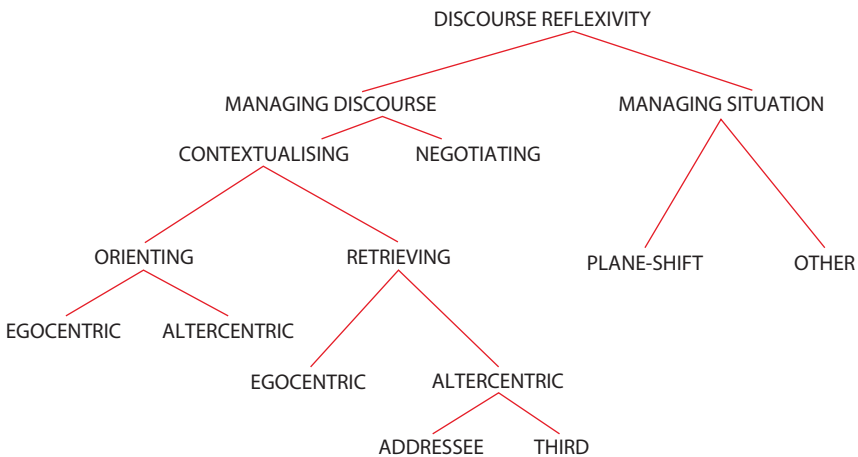 DISCOURSE REFLEXIVITY
MANAGING DISCOURSE MANAGING SITUATION
CONTEXTUALISING NEGOTIATING
ORIENTING RETRIEVING PLANE-SHIFT OTHER
EGOCENTRIC ALTERCENTRIC
EGOCENTRIC ALTERCENTRIC
ADDRESSEE THIRD